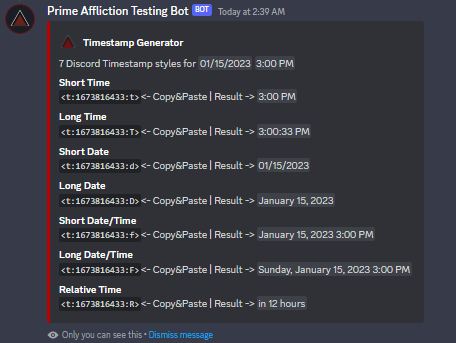 Prime Affliction Testing Bot BOT Today at 2:39 AM
Timestamp Generator
7 Discord Timestamp styles for 01/15/2023 3:00 PM
Short Time
<t:1673816433:t> <- Copy&Paste | Result -> 3:00 PM
Long Time
<t:1673816433:T> <- Copy&Paste | Result -> 3:00:33 PM
Short Date
<t:1673816433:d> <- Copy&Paste | Result -> 01/15/2023
Long Date
<t:1673816433:D> <- Copy&Paste | Result -> January 15, 2023
Short Date/Time
<t:1673816433:f> <- Copy&Paste | Result -> January 15, 2023 3:00 PM
Long Date/Time
<t:1673816433:F> <- Copy&Paste | Result -> Sunday, January 15, 2023 3:00 PM
Relative Time
<t:1673816433:R> <- Copy&Paste | Result -> in 12 hours
Only you can see this • Dismiss message